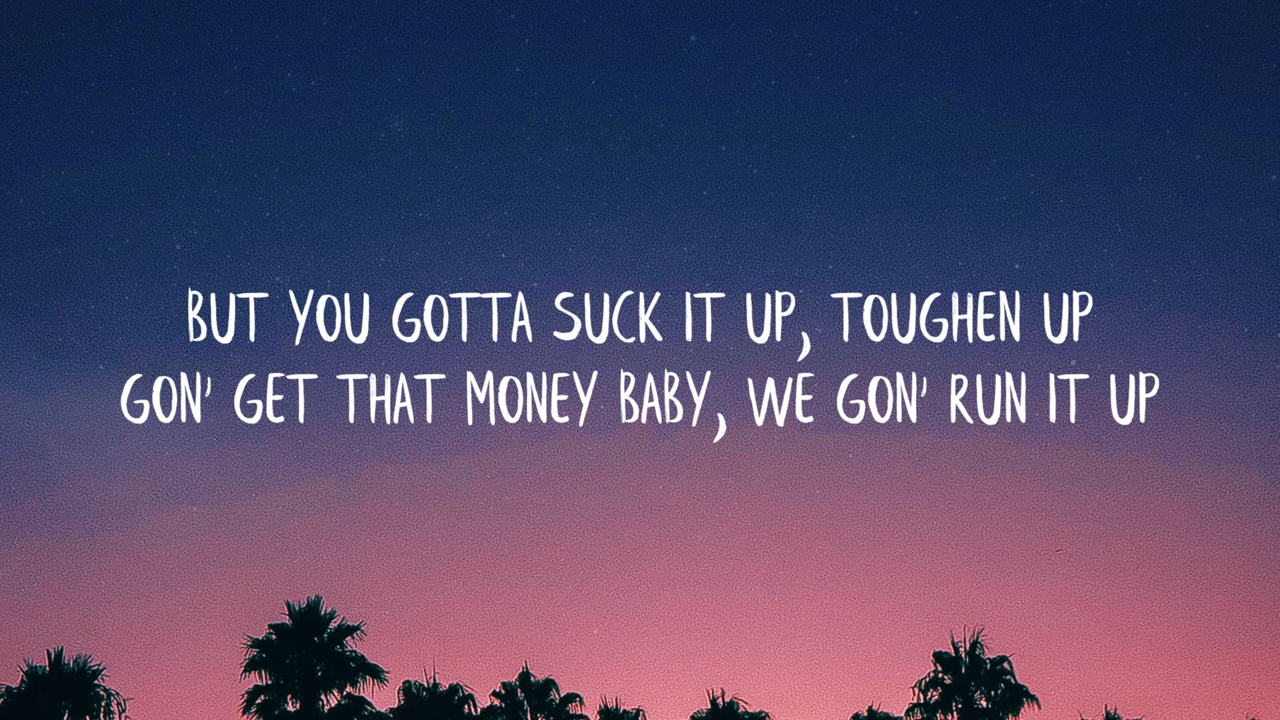 BUT YOU GOTTA SUCK IT UP, TOUGHEN UP
GON' GET THAT MONEY BABY, WE GON' RUN IT UP